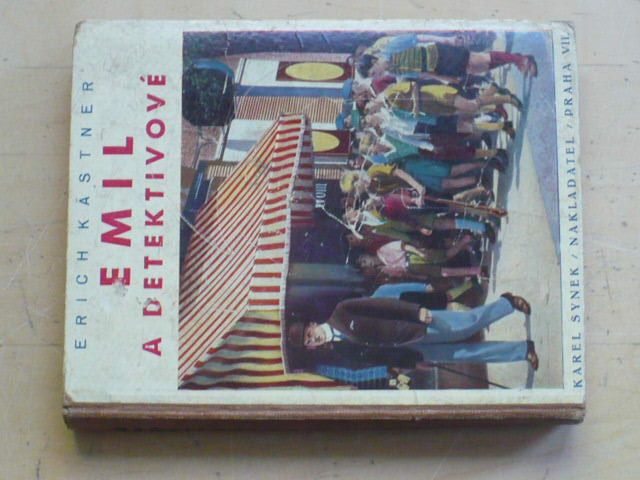 ERICH KÄSTNER
EMIL
A DETEKTIVOVÉ
KAREL SYNEK / NAKLADATEL / PRAHA VII.